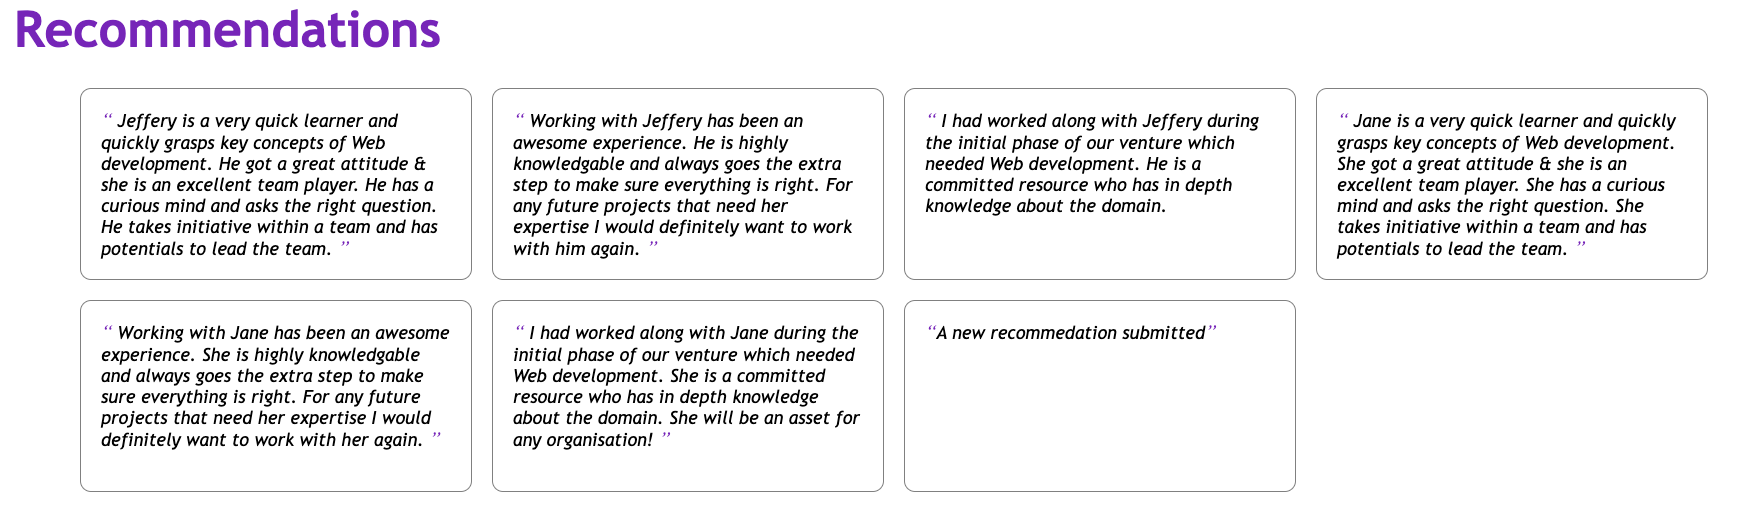 Recommendations
“ Jeffery is a very quick learner and
quickly grasps key concepts of Web
development. He got a great attitude &
she is an excellent team player. He has a
curious mind and asks the right question.
He takes initiative within a team and has
potentials to lead the team. ”
“ Working with Jeffery has been an
awesome experience. He is highly
knowledgable and always goes the extra
step to make sure everything is right. For
any future projects that need her
expertise I would definitely want to work
with him again. ”
“ I had worked along with Jeffery during
the initial phase of our venture which
needed Web development. He is a
committed resource who has in depth
knowledge about the domain.
“ Jane is a very quick learner and quickly
grasps key concepts of Web development.
She got a great attitude & she is an
excellent team player. She has a curious
mind and asks the right question. She
takes initiative within a team and has
potentials to lead the team. ”
“ Working with Jane has been an awesome
experience. She is highly knowledgable
and always goes the extra step to make
sure everything is right. For any future
projects that need her expertise I would
definitely want to work with her again. ”
“ I had worked along with Jane during the
initial phase of our venture which needed
Web development. She is a committed
resource who has in depth knowledge
about the domain. She will be an asset for
any organisation! ”
“A new recommedation submitted”